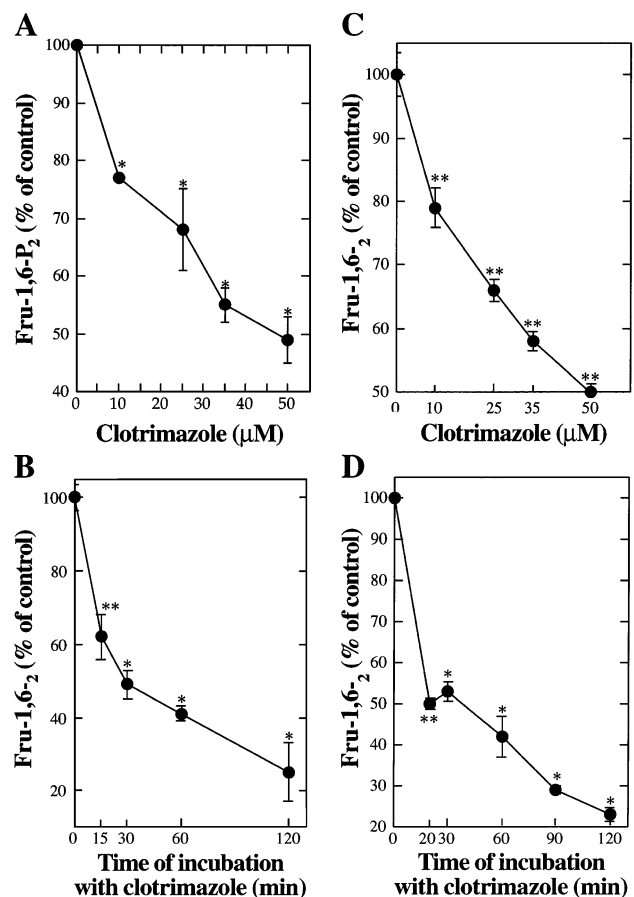 A
Fru-1,6-P2 (% of control)
100
90
80
70
60
50
40
*
*
*
*
0 10 20 25 30 40 50
Clotrimazole (µM)
C
Fru-1,6-2 (% of control)
100
90
80
70
60
50
**
**
**
**
0 10 25 35 50
Clotrimazole (µM)
B
Fru-1,6-2 (% of control)
100
80
60
40
20
**
*
*
*
0 15 30 60 120
Time of incubation
with clotrimazole (min)
D
Fru-1,6-2 (% of control)
100
90
80
70
60
50
40
30
20
**
*
*
*
*
0 20 30 60 90 120
Time of incubation
with clotrimazole (min)